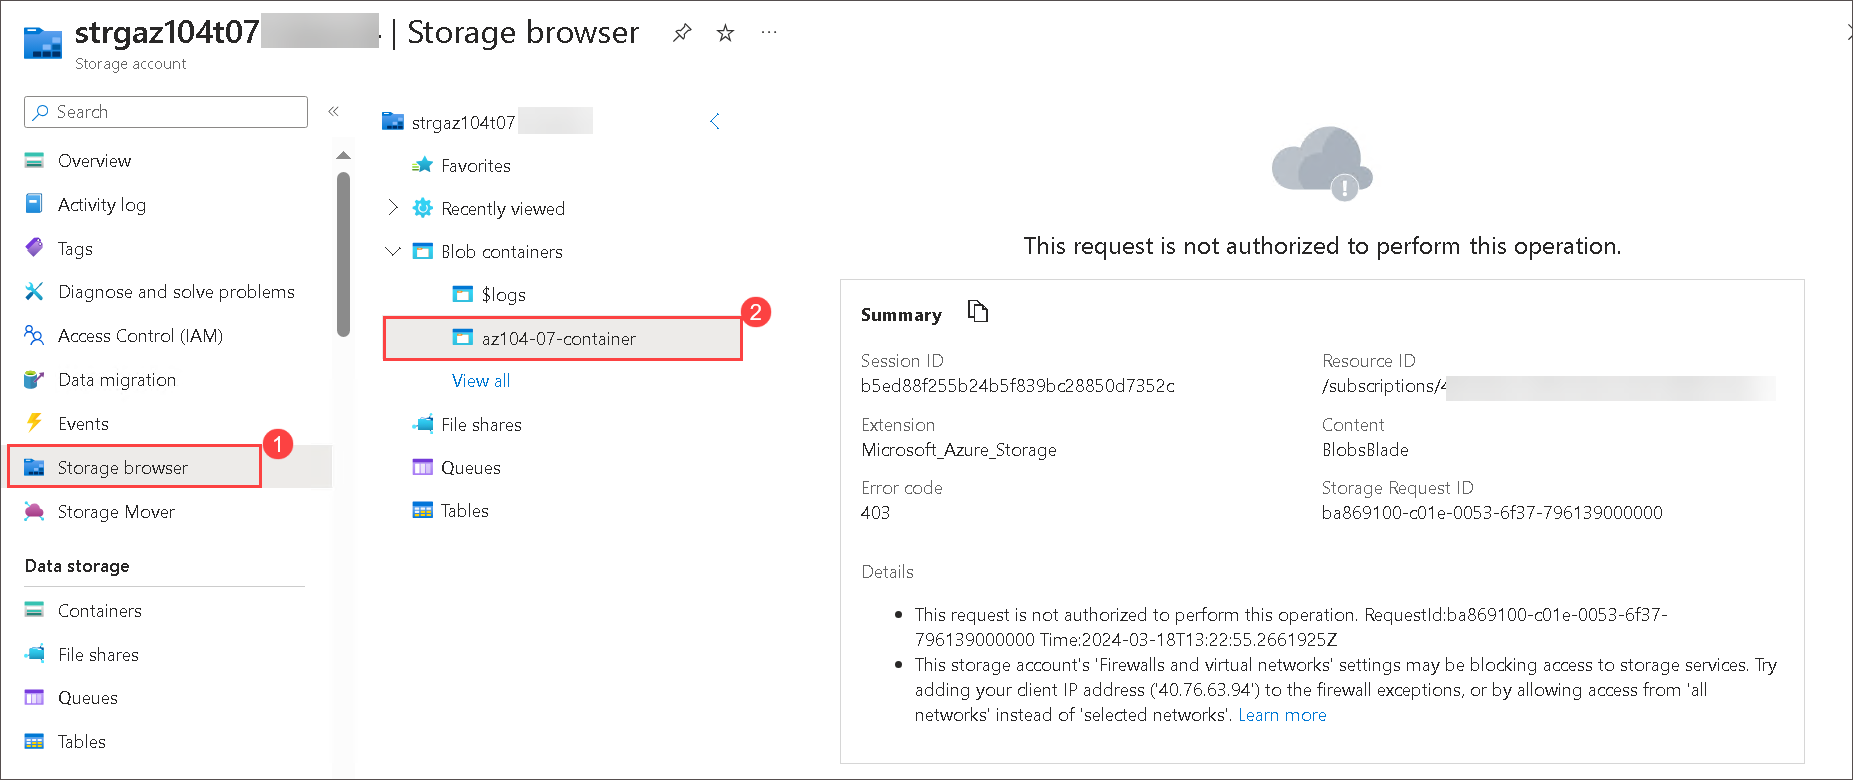 strgaz104t07 | Storage browser
Storage account
Search
Overview
Activity log
Tags
Diagnose and solve problems
Access Control (IAM)
Data migration
Events
Storage browser
1
Storage Mover
Data storage
Containers
File shares
Queues
Tables
strgaz104t07
Favorites
Recently viewed
Blob containers
$logs
az104-07-container
2
View all
File shares
Queues
Tables
This request is not authorized to perform this operation.
Summary
Session ID
b5ed88f255b24b5f839bc28850d7352c
Resource ID
/subscriptions/4
Extension
Microsoft_Azure_Storage
Content
BlobsBlade
Error code
403
Storage Request ID
ba869100-c01e-0053-6f37-796139000000
Details
This request is not authorized to perform this operation. RequestId:ba869100-c01e-0053-6f37-
796139000000 Time:2024-03-18T13:22:55.2661925Z
This storage account's 'Firewalls and virtual networks' settings may be blocking access to storage services. Try
adding your client IP address ('40.76.63.94') to the firewall exceptions, or by allowing access from 'all
networks' instead of 'selected networks'. Learn more